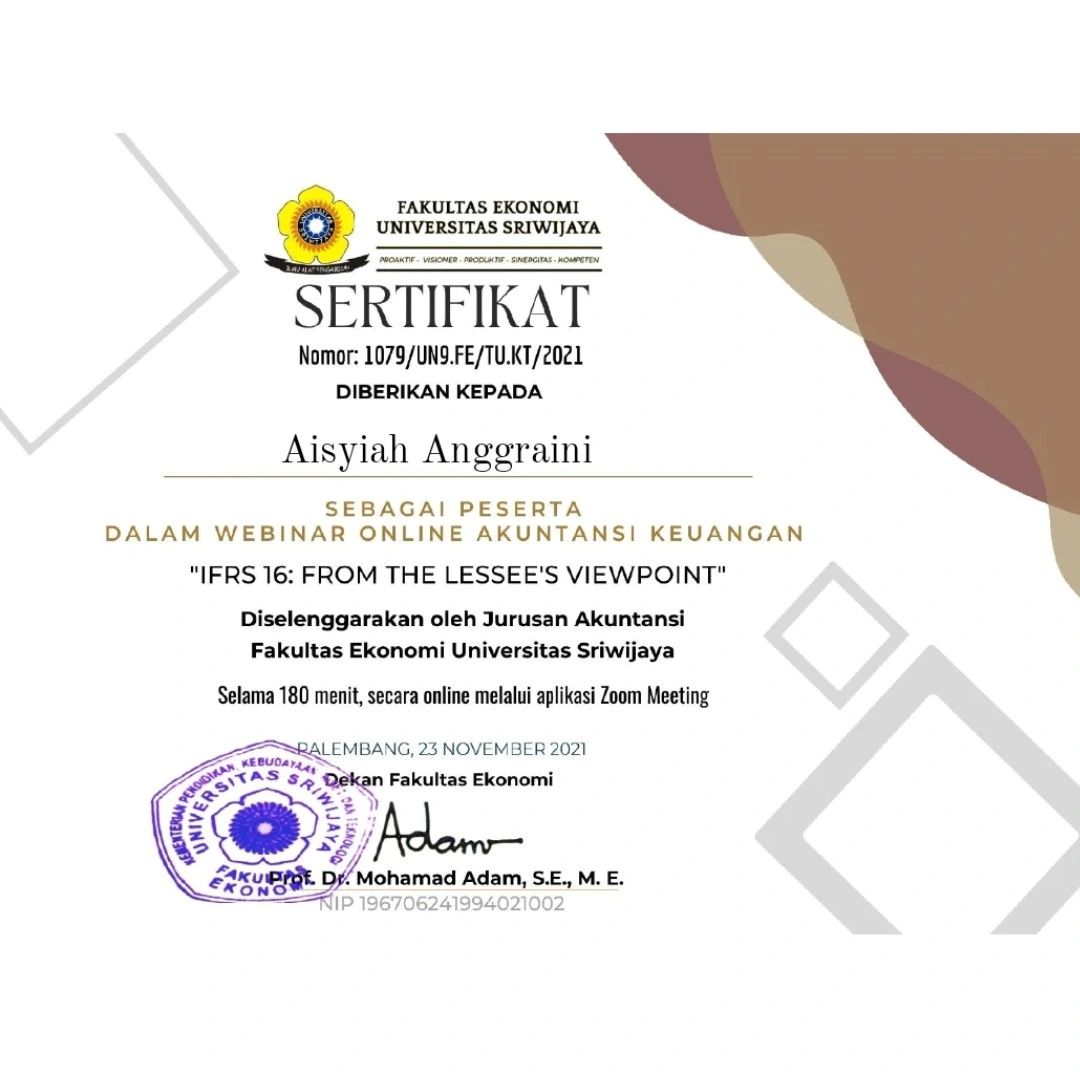 FAKULTAS EKONOMI
UNIVERSITAS SRIWIJAYA
PROAKTIF - VISIONER - PRODUKTIF - SINERGITAS - KOMPETEN
UNIVERSITAS SRIWIJAYA
ILMU ALAT PENGABDIAN
SERTIFIKAT
Nomor: 1079/UN9.FE/TU.KT/2021
DIBERIKAN KEPADA
Aisyiah Anggraini
SEBAGAI PESERTA
DALAM WEBINAR ONLINE AKUNTANSI KEUANGAN
"IFRS 16: FROM THE LESSEE'S VIEWPOINT"
Diselenggarakan oleh Jurusan Akuntansi
Fakultas Ekonomi Universitas Sriwijaya
Selama 180 menit, secara online melalui aplikasi Zoom Meeting
PALEMBANG, 23 NOVEMBER 2021
Dekan Fakultas Ekonomi
KEMENTERIAN PENDIDIKAN, KEBUDAYAAN, DAN TEKNOLOGI
UNIVERSITAS SRIWIJAYA
FAKULTAS
EKONOMI
Adam
Prof. Dr. Mohamad Adam, S.E., M. E.
NIP 196706241994021002